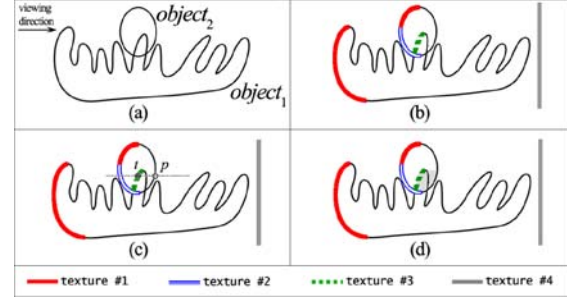 viewing
direction
object₂
object₁
(a)
(b)
t p
(c)
(d)
texture #1 texture #2 texture #3 texture #4